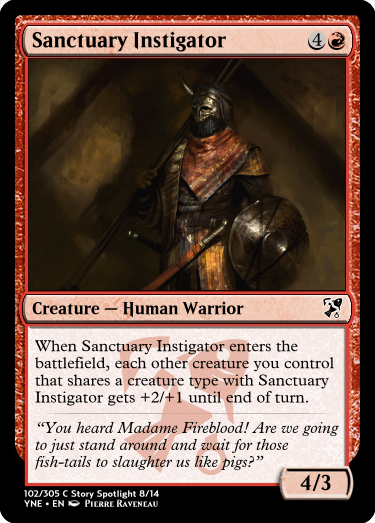 Sanctuary Instigator 4
Creature — Human Warrior
When Sanctuary Instigator enters the
battlefield, each other creature you control
that shares a creature type with Sanctuary
Instigator gets +2/+1 until end of turn.
“You heard Madame Fireblood! Are we going
to just stand around and wait for those
fish-tails to slaughter us like pigs?”
4/3
102/305 C Story Spotlight 8/14
YNE • EN Pierre Raveneau